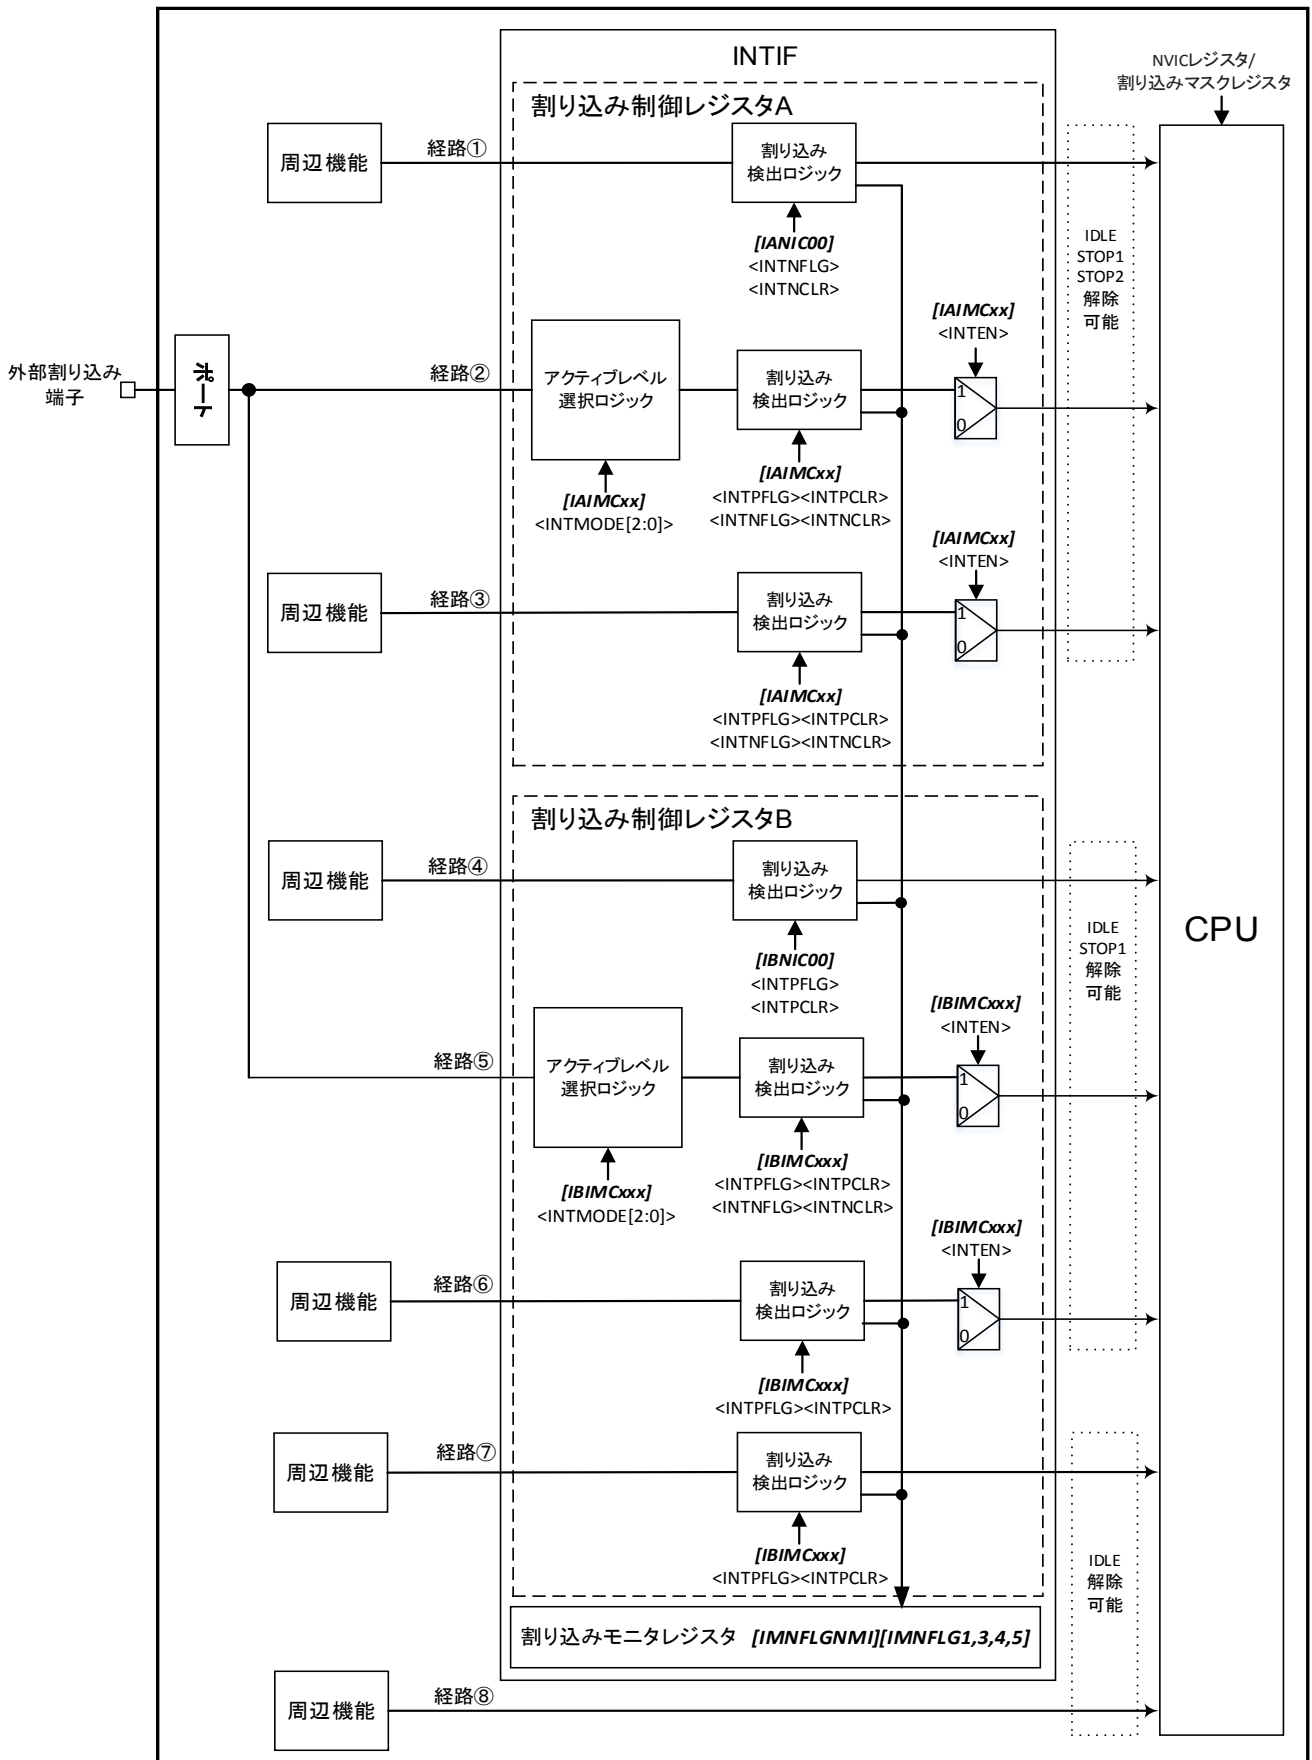 INTIF
NVICレジスタ/
割り込みマスクレジスタ
割り込み制御レジスタA
周辺機能
経路①
割り込み
検出ロジック
[IANIC00]
<INTNFLG>
<INTNCLR>
IDLE
STOP1
STOP2
解除
可能
外部割り込み
端子
ポート
経路②
アクティブレベル
選択ロジック
[IAIMCxx]
<INTMODE[2:0]>
割り込み
検出ロジック
[IAIMCxx]
<INTPFLG><INTPCLR>
<INTNFLG><INTNCLR>
[IAIMCxx]
<INTEN>
1
0
周辺機能
経路③
割り込み
検出ロジック
[IAIMCxx]
<INTPFLG><INTPCLR>
<INTNFLG><INTNCLR>
[IAIMCxx]
<INTEN>
1
0
割り込み制御レジスタB
周辺機能
経路④
割り込み
検出ロジック
[IBNIC00]
<INTPFLG>
<INTPCLR>
IDLE
STOP1
解除
可能
CPU
経路⑤
アクティブレベル
選択ロジック
[IBIMCxxx]
<INTMODE[2:0]>
割り込み
検出ロジック
[IBIMCxxx]
<INTPFLG><INTPCLR>
<INTNFLG><INTNCLR>
[IBIMCxxx]
<INTEN>
1
0
周辺機能
経路⑥
割り込み
検出ロジック
[IBIMCxxx]
<INTPFLG><INTPCLR>
[IBIMCxxx]
<INTEN>
1
0
周辺機能
経路⑦
割り込み
検出ロジック
[IBIMCxxx]
<INTPFLG><INTPCLR>
IDLE
解除
可能
割り込みモニタレジスタ [IMNFLGNMI][IMNFLG1,3,4,5]
周辺機能
経路⑧